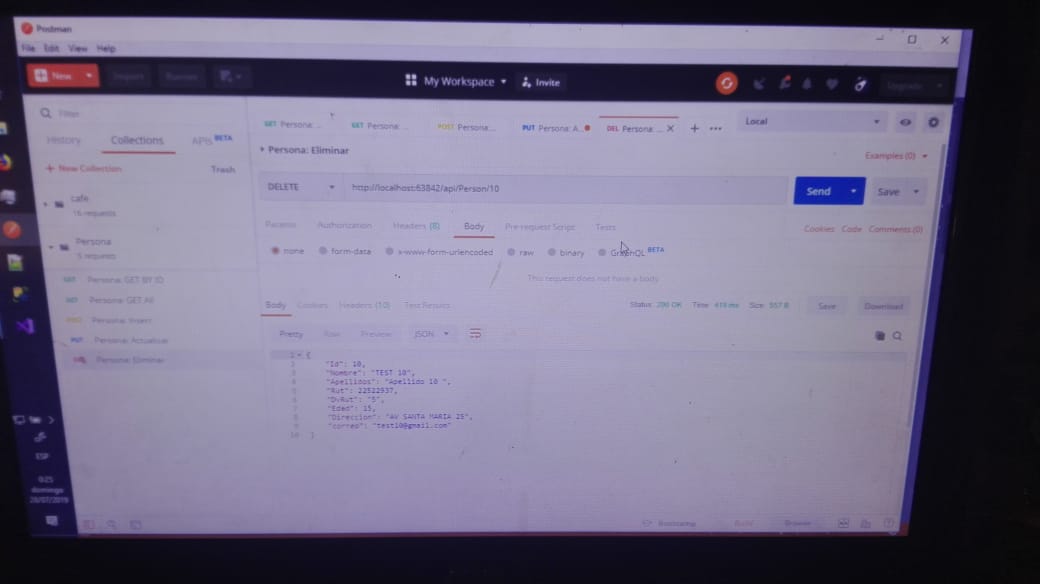 Postman
File Edit View Help
New Import Runner My Workspace Invite Upgrade
Filter
History Collections APIS BETA
+ New Collection Trash
cafe
16 requests
Persona
5 requests
GET Persona: GET BY ID
GET Persona: GET All
POST Persona: Insert
PUT Persona: Actualizar
DEL Persona: Eliminar
GET Persona: ... GET Persona: ... POST Persona:... PUT Persona: A... DEL Persona: ... X + ••• Local
Persona: Eliminar Examples (0)
DELETE http://localhost:63842/api/Person/10 Send Save
Params Authorization Headers (8) Body Pre-request Script Tests Cookies Code Comments (0)
none form-data x-www-form-urlencoded raw binary GraphQL BETA
This request does not have a body
Body Cookies Headers (10) Test Results Status: 200 OK Time: 419 ms Size: 557 B Save Download
Pretty Raw Preview JSON
1 {
2 "Id": 10,
3 "Nombre": "TEST 10",
4 "Apellidos": "Apellido 10 ",
5 "Rut": 22522937,
6 "DvRut": "5",
7 "Edad": 15,
8 "Direccion": "AV SANTA MARIA 25",
9 "correo": "test10@gmail.com"
10 }
ESP
0:25
domingo
28/07/2019
Bootcamp Build Browse